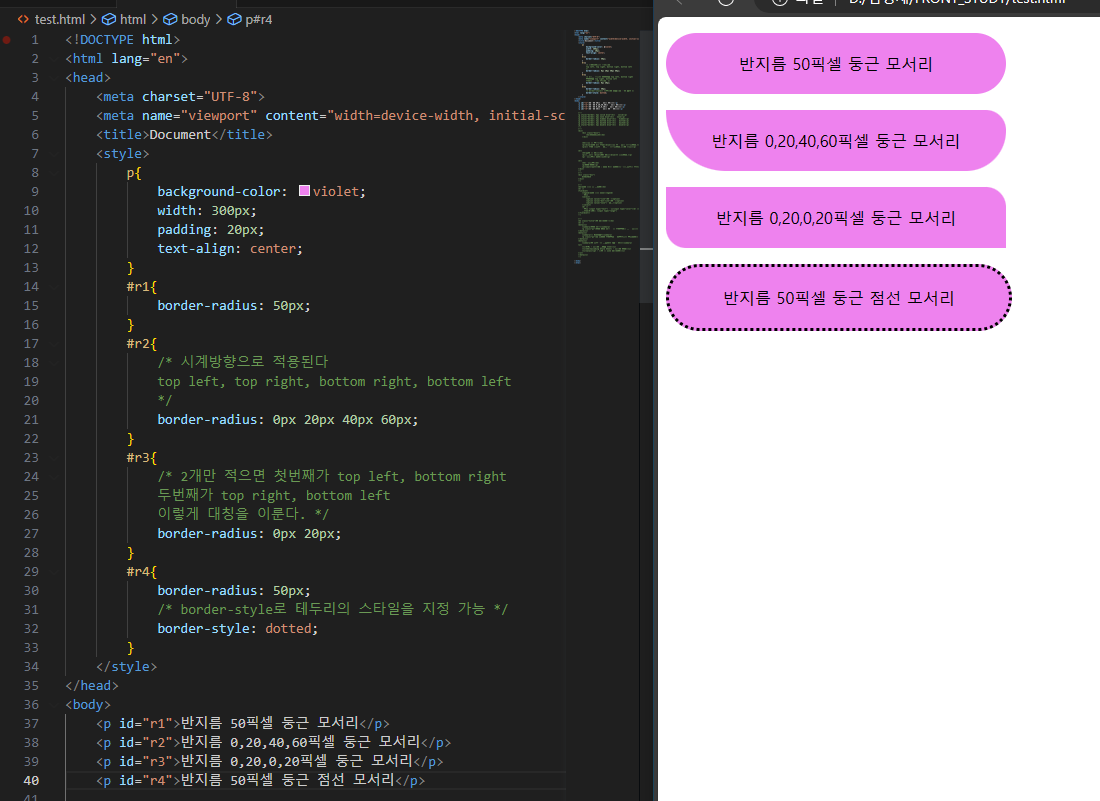 test.html > html > body > p#r4
1 <!DOCTYPE html>
2 <html lang="en">
3 <head>
4 <meta charset="UTF-8">
5 <meta name="viewport" content="width=device-width, initial-sc
6 <title>Document</title>
7 <style>
8 p{
9 background-color: violet;
10 width: 300px;
11 padding: 20px;
12 text-align: center;
13 }
14 #r1{
15 border-radius: 50px;
16 }
17 #r2{
18 /* 시계방향으로 적용된다
19 top left, top right, bottom right, bottom left
20 */
21 border-radius: 0px 20px 40px 60px;
22 }
23 #r3{
24 /* 2개만 적으면 첫번째가 top left, bottom right
25 두번째가 top right, bottom left
26 이렇게 대칭을 이룬다. */
27 border-radius: 0px 20px;
28 }
29 #r4{
30 border-radius: 50px;
31 /* border-style로 테두리의 스타일을 지정 가능 */
32 border-style: dotted;
33 }
34 </style>
35 </head>
36 <body>
37 <p id="r1">반지름 50픽셀 둥근 모서리</p>
38 <p id="r2">반지름 0,20,40,60픽셀 둥근 모서리</p>
39 <p id="r3">반지름 0,20,0,20픽셀 둥근 모서리</p>
40 <p id="r4">반지름 50픽셀 둥근 점선 모서리</p>
41
반지름 50픽셀 둥근 모서리
반지름 0,20,40,60픽셀 둥근 모서리
반지름 0,20,0,20픽셀 둥근 모서리
반지름 50픽셀 둥근 점선 모서리